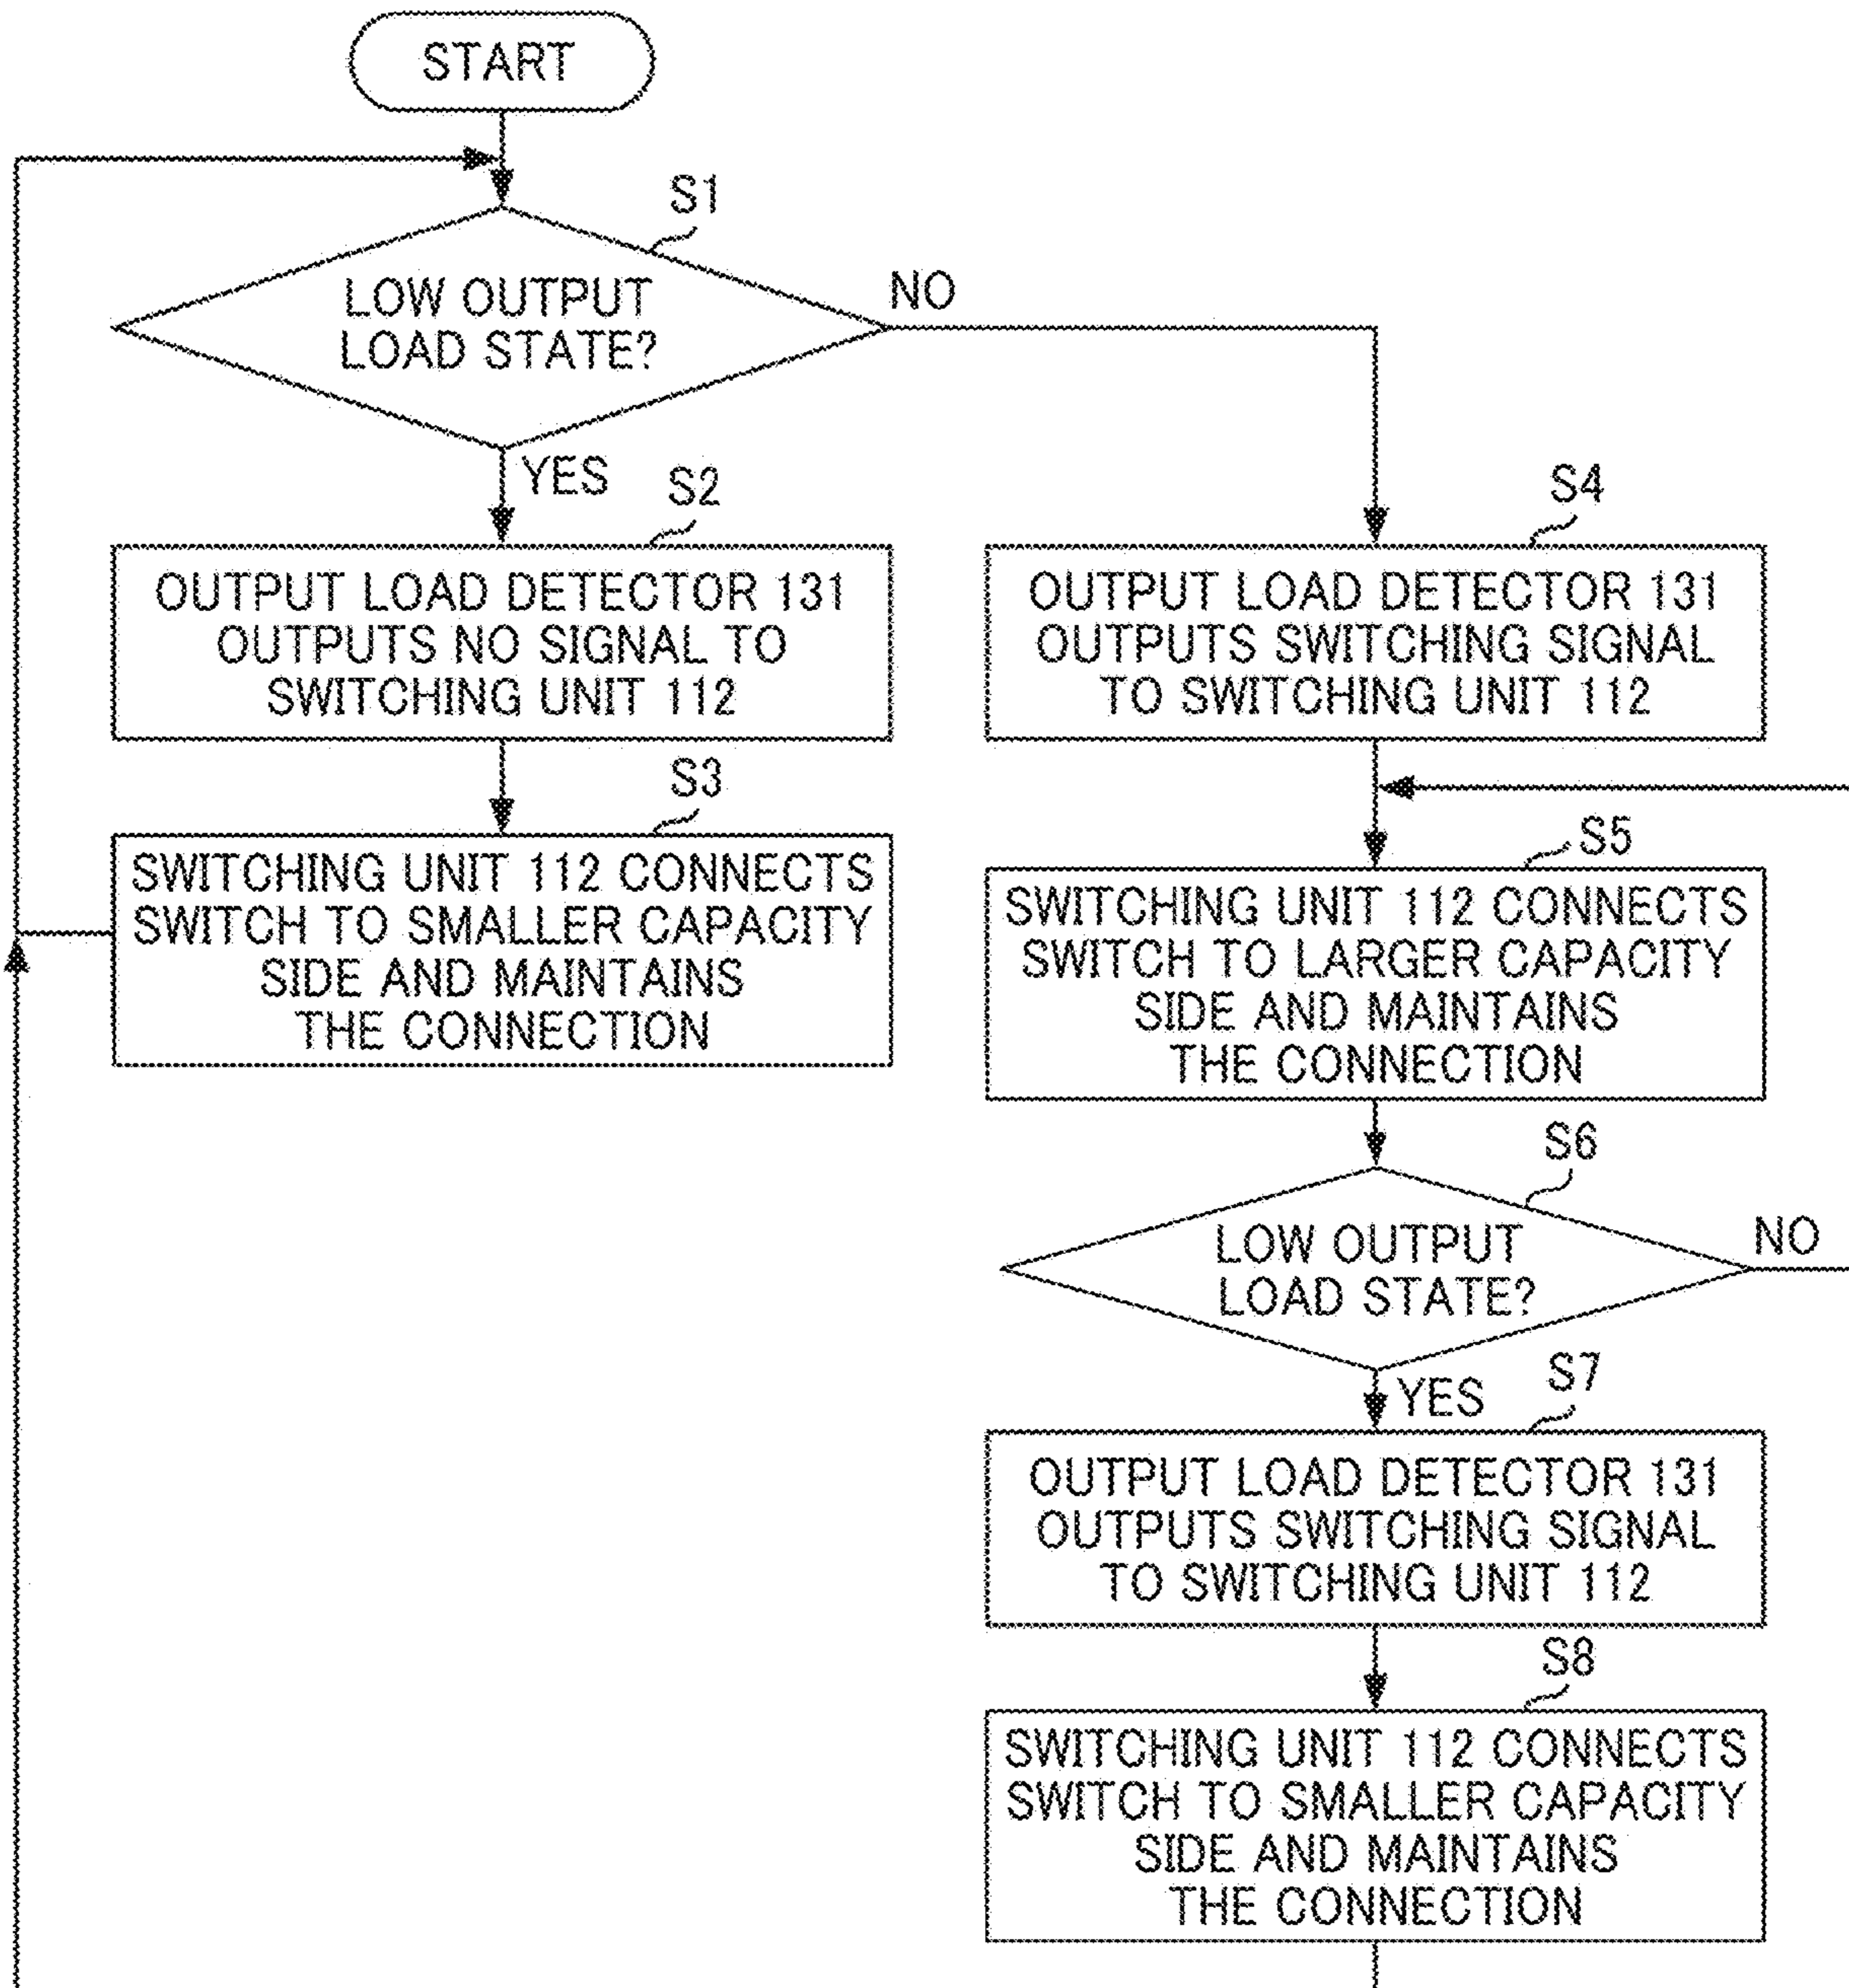 START
S1
LOW OUTPUT
LOAD STATE?
NO
YES
S2
OUTPUT LOAD DETECTOR 131
OUTPUTS NO SIGNAL TO
SWITCHING UNIT 112
S3
SWITCHING UNIT 112 CONNECTS
SWITCH TO SMALLER CAPACITY
SIDE AND MAINTAINS
THE CONNECTION
S4
OUTPUT LOAD DETECTOR 131
OUTPUTS SWITCHING SIGNAL
TO SWITCHING UNIT 112
S5
SWITCHING UNIT 112 CONNECTS
SWITCH TO LARGER CAPACITY
SIDE AND MAINTAINS
THE CONNECTION
S6
LOW OUTPUT
LOAD STATE?
NO
YES
S7
OUTPUT LOAD DETECTOR 131
OUTPUTS SWITCHING SIGNAL
TO SWITCHING UNIT 112
S8
SWITCHING UNIT 112 CONNECTS
SWITCH TO SMALLER CAPACITY
SIDE AND MAINTAINS
THE CONNECTION